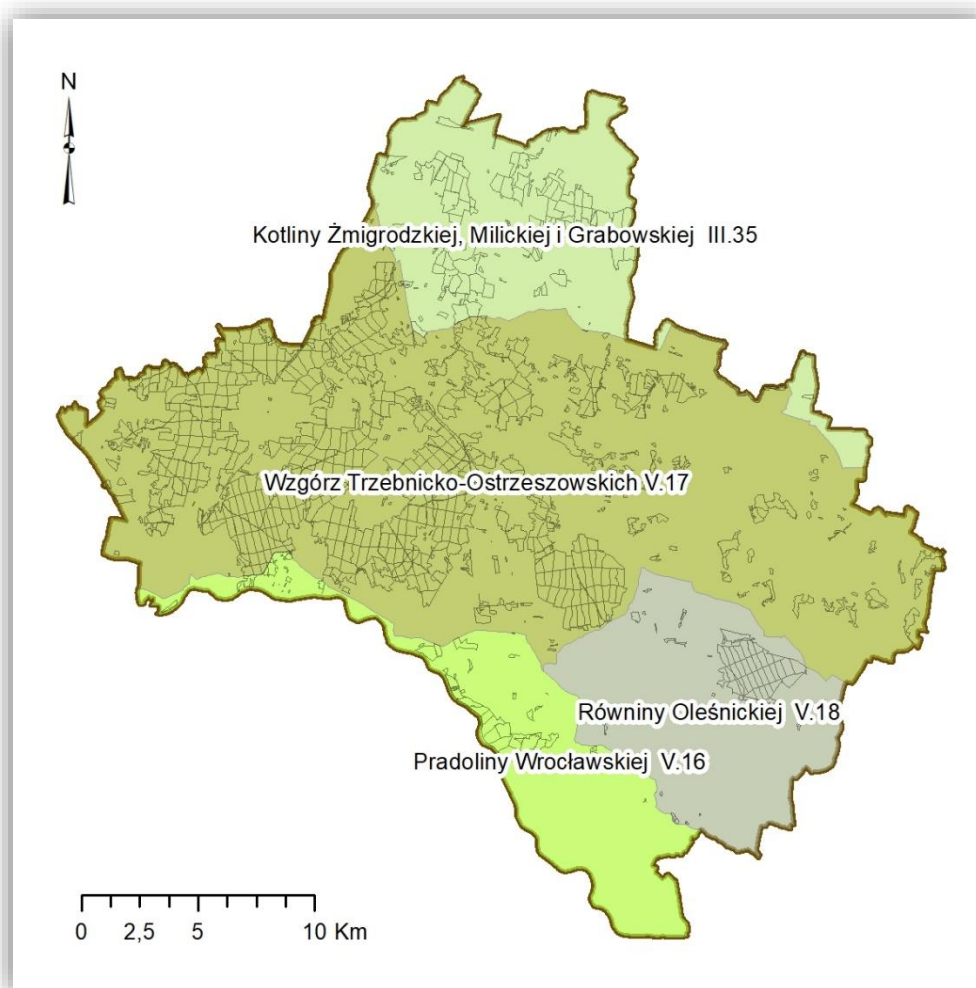 N
Kotliny Żmigrodzkiej, Milickiej i Grabowskiej III.35
Wzgórz Trzebnicko-Ostrzeszowskich V.17
Równiny Oleśnickiej V.18
Pradoliny Wrocławskiej V.16
0 2,5 5 10 Km